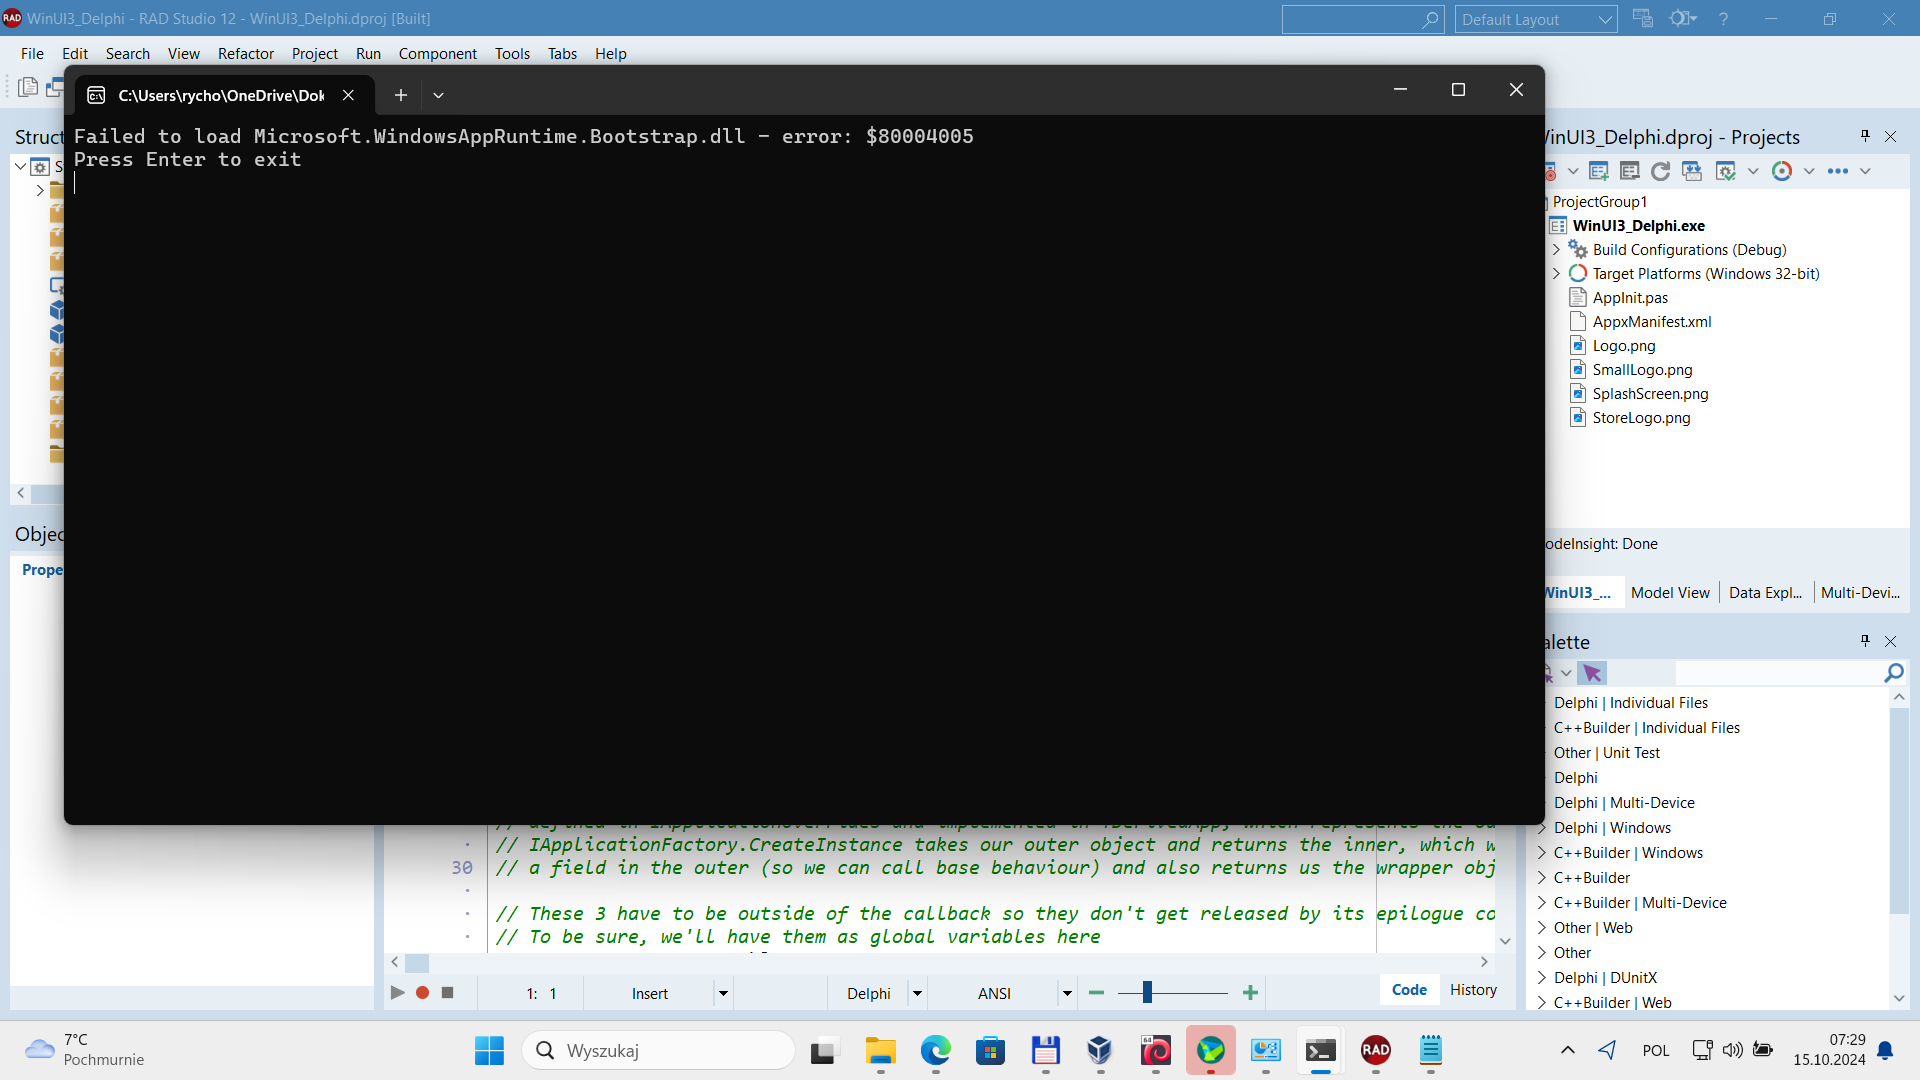 WinUI3_Delphi - RAD Studio 12 - WinUI3_Delphi.dproj [Built]
Default Layout
File Edit Search View Refactor Project Run Component Tools Tabs Help
C:\Users\rycho\OneDrive\Dok
Failed to load Microsoft.WindowsAppRuntime.Bootstrap.dll - error: $80004005
Press Enter to exit
Struct
Objec
Prope
WinUI3_Delphi.dproj - Projects
ProjectGroup1
WinUI3_Delphi.exe
Build Configurations (Debug)
Target Platforms (Windows 32-bit)
AppInit.pas
AppxManifest.xml
Logo.png
SmallLogo.png
SplashScreen.png
StoreLogo.png
odeInsight: Done
WinUI3_... Model View Data Expl... Multi-Devi...
alette
Delphi | Individual Files
C++Builder | Individual Files
Other | Unit Test
Delphi
Delphi | Multi-Device
Delphi | Windows
C++Builder | Windows
C++Builder
C++Builder | Multi-Device
Other | Web
Other
Delphi | DUnitX
C++Builder | Web
// IApplicationFactory.CreateInstance takes our outer object and returns the inner, which w
30 // a field in the outer (so we can call base behaviour) and also returns us the wrapper obj
// These 3 have to be outside of the callback so they don't get released by its epilogue co
// To be sure, we'll have them as global variables here
1: 1 Insert Delphi ANSI Code History
7°C
Pochmurnie
Wyszukaj
64
RAD
POL
07:29
15.10.2024